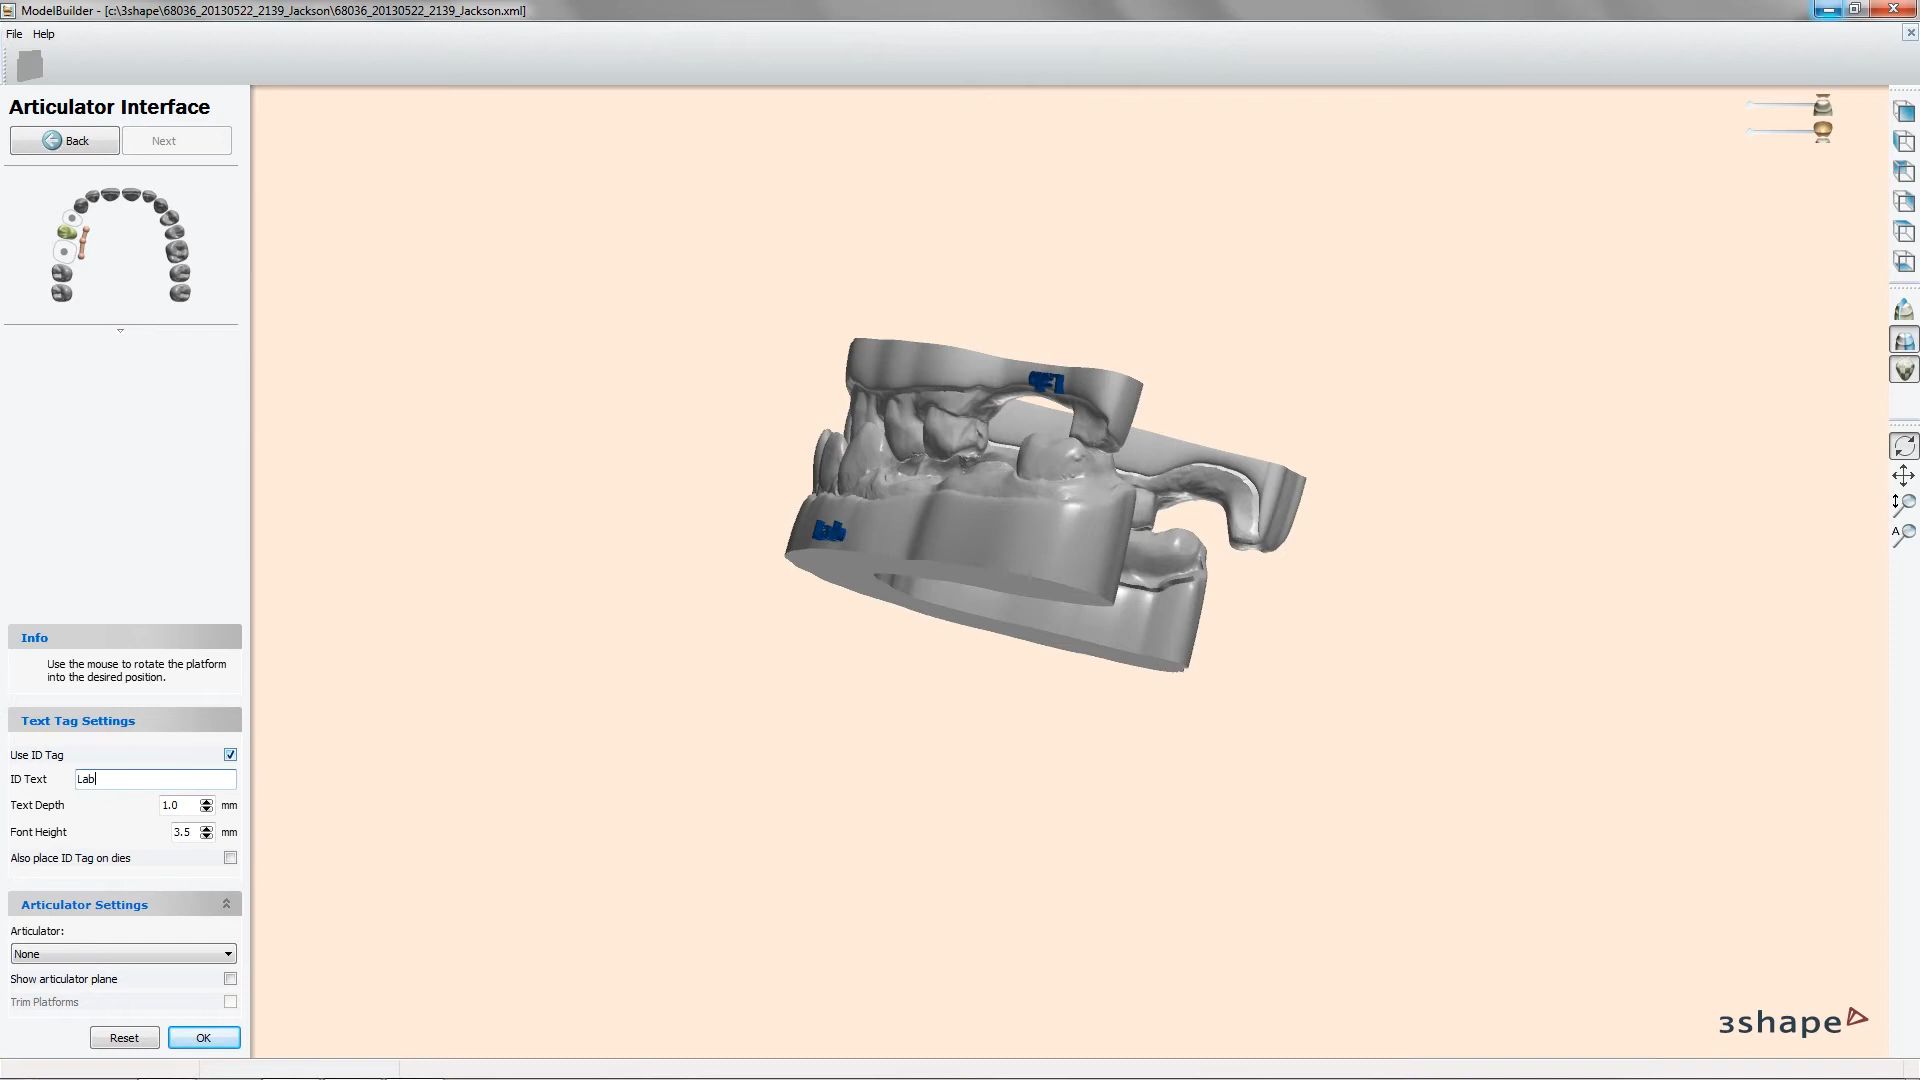 ModelBuilder - [c:\3shape\68036_20130522_2139_Jackson\68036_20130522_2139_Jackson.xml]
File Help
Articulator Interface
Back Next
Info
Use the mouse to rotate the platform
into the desired position.
Text Tag Settings
Use ID Tag
ID Text Lab
Text Depth 1.0 mm
Font Height 3.5 mm
Also place ID Tag on dies
Articulator Settings
Articulator:
None
Show articulator plane
Trim Platforms
Reset OK
Lab
A
3shape